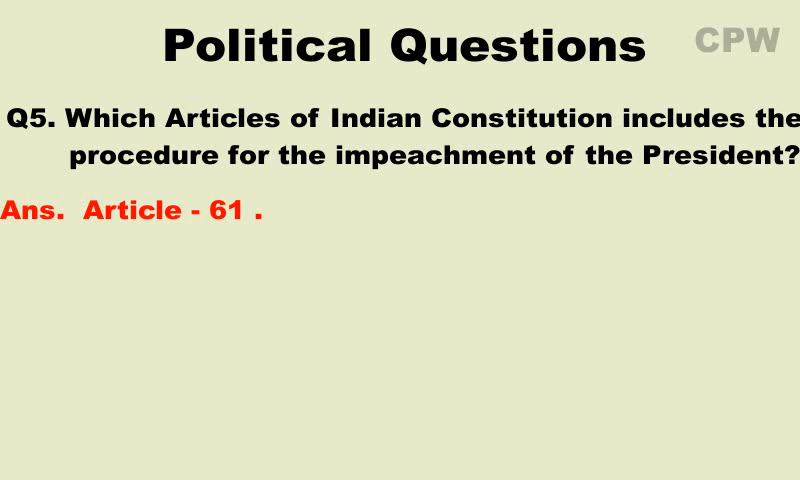 Political Questions
CPW
Q5. Which Articles of Indian Constitution includes the
procedure for the impeachment of the President?
Ans. Article - 61 .